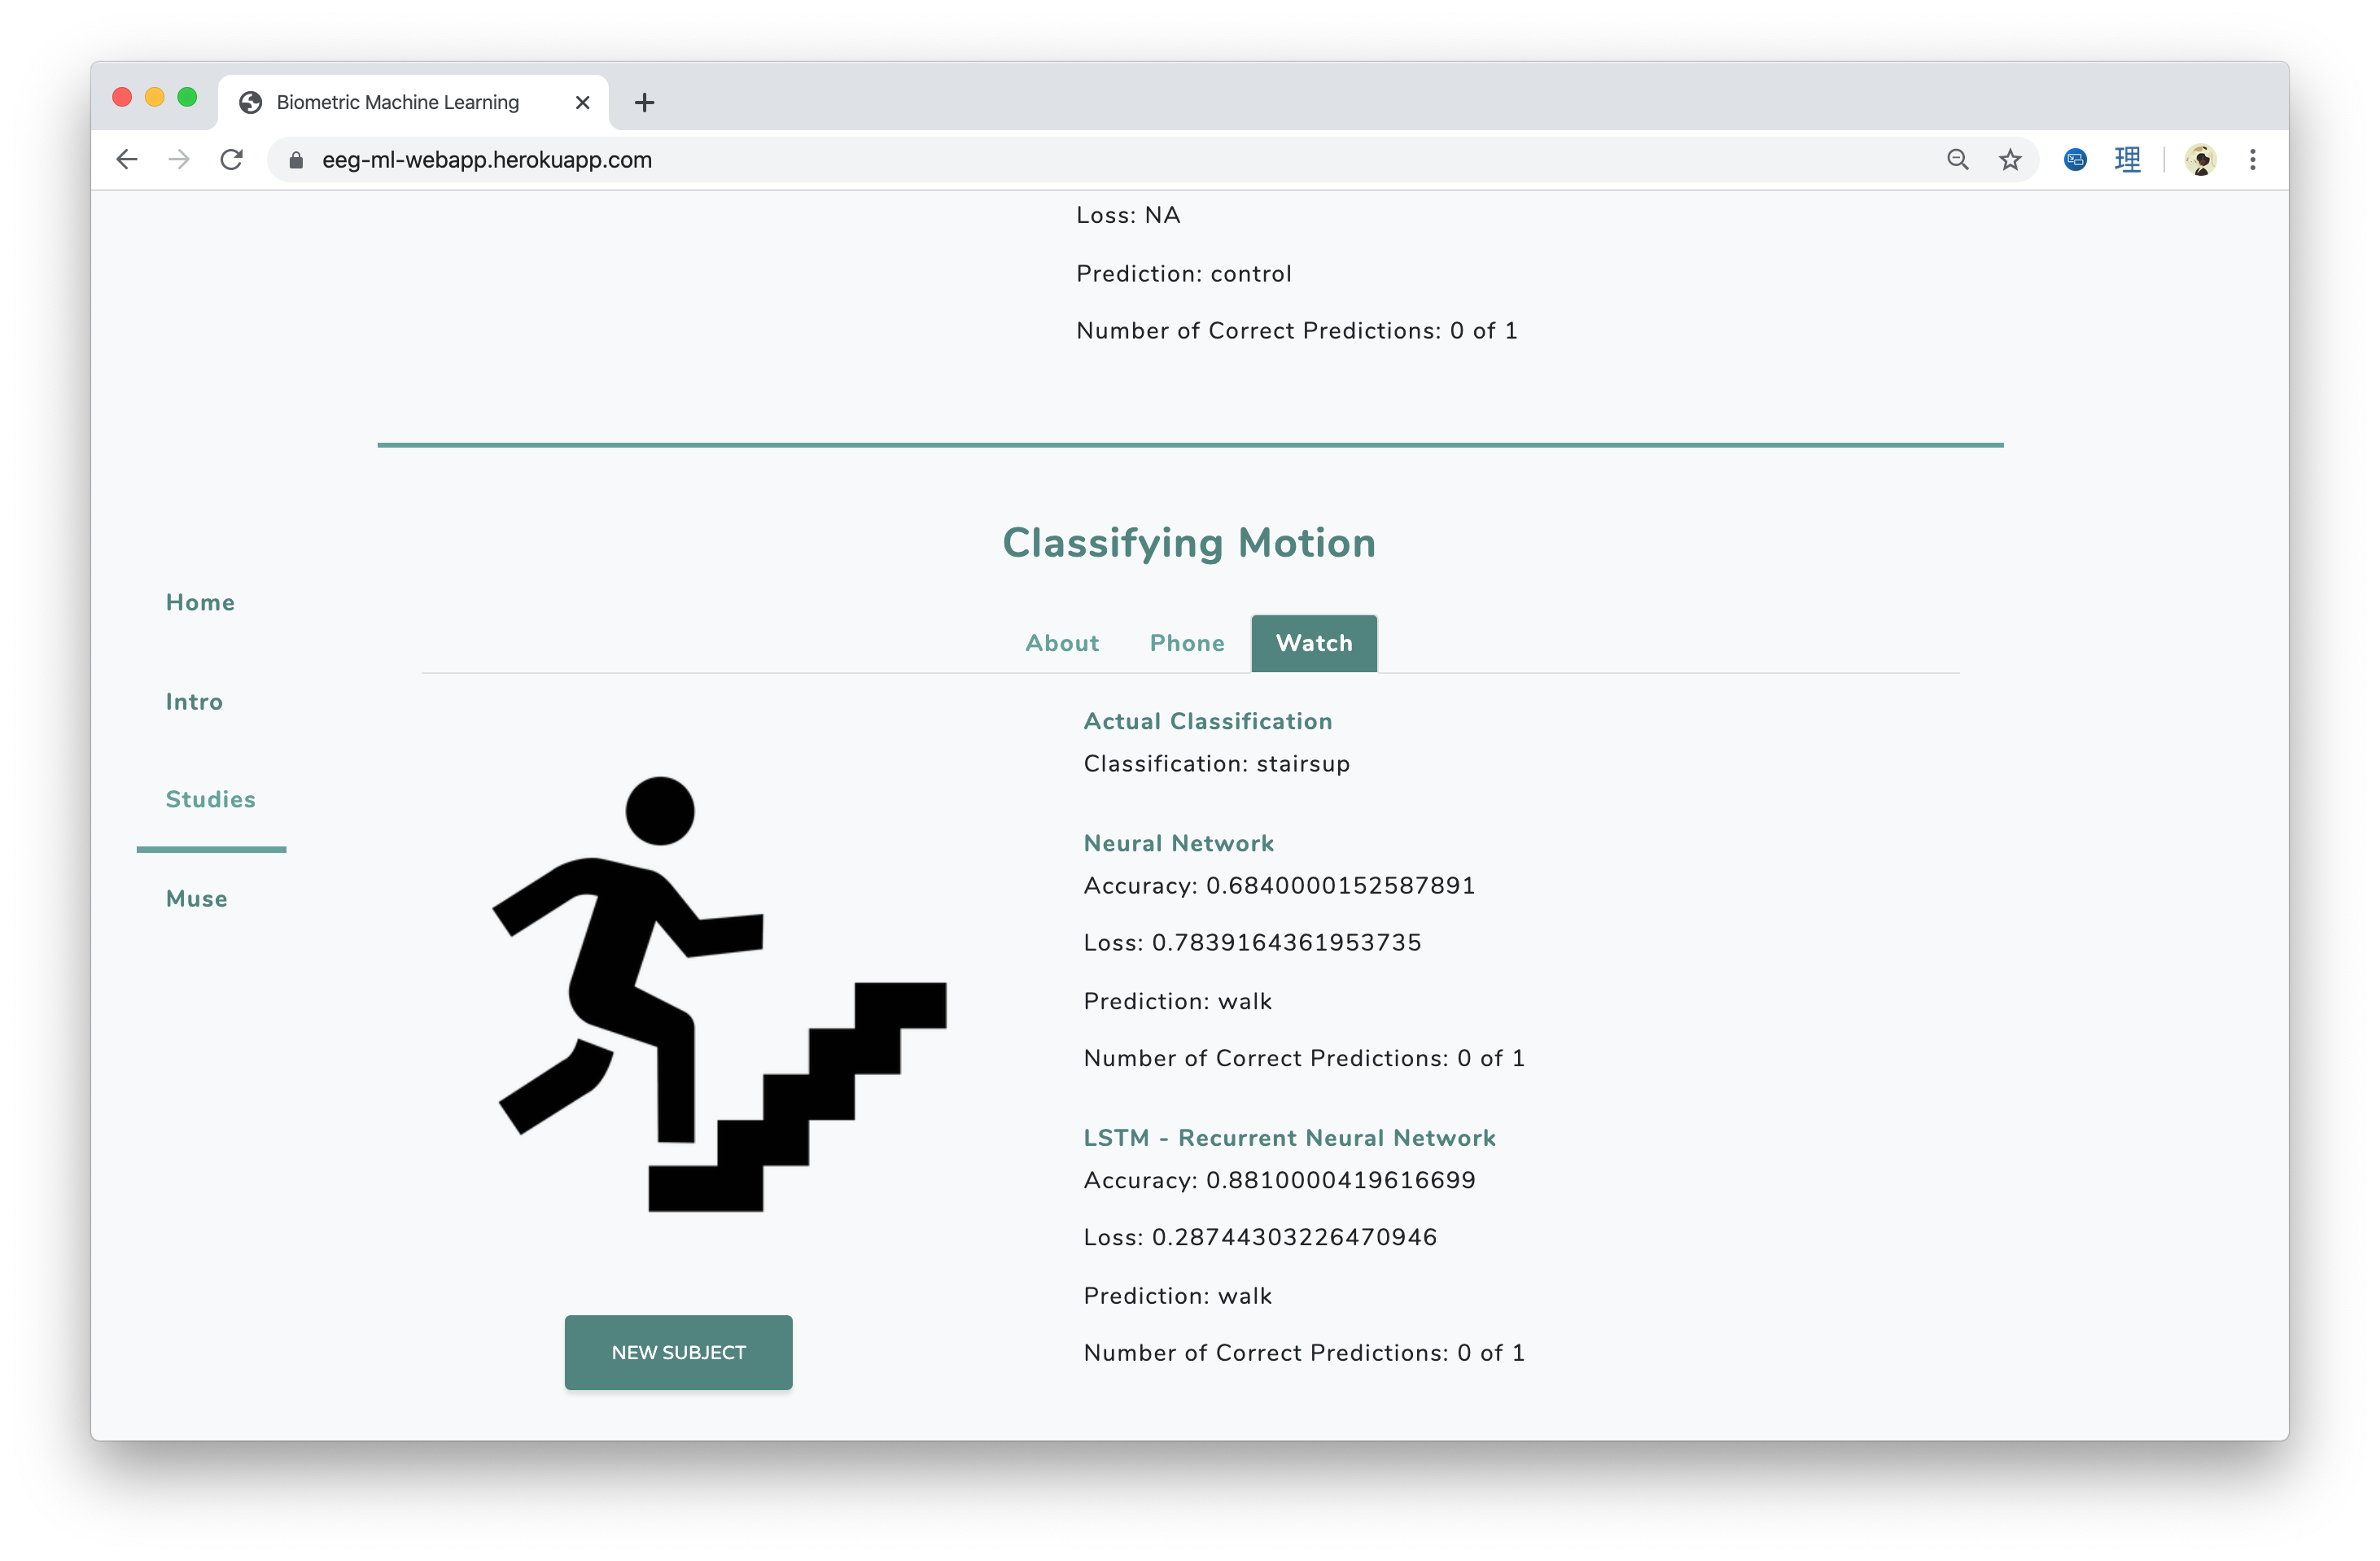 Biometric Machine Learning
eeg-ml-webapp.herokuapp.com
理
Loss: NA
Prediction: control
Number of Correct Predictions: 0 of 1
Classifying Motion
Home
Intro
Studies
Muse
About Phone Watch
Actual Classification
Classification: stairsup
Neural Network
Accuracy: 0.6840000152587891
Loss: 0.7839164361953735
Prediction: walk
Number of Correct Predictions: 0 of 1
LSTM - Recurrent Neural Network
Accuracy: 0.8810000419616699
Loss: 0.28744303226470946
Prediction: walk
Number of Correct Predictions: 0 of 1
NEW SUBJECT